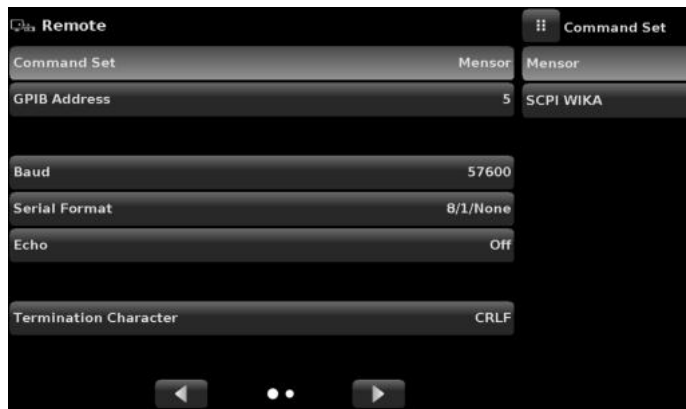 Remote
Command Set Mensor
GPIB Address 5
Baud 57600
Serial Format 8/1/None
Echo Off
Termination Character CRLF
Command Set
Mensor
SCPI WIKA